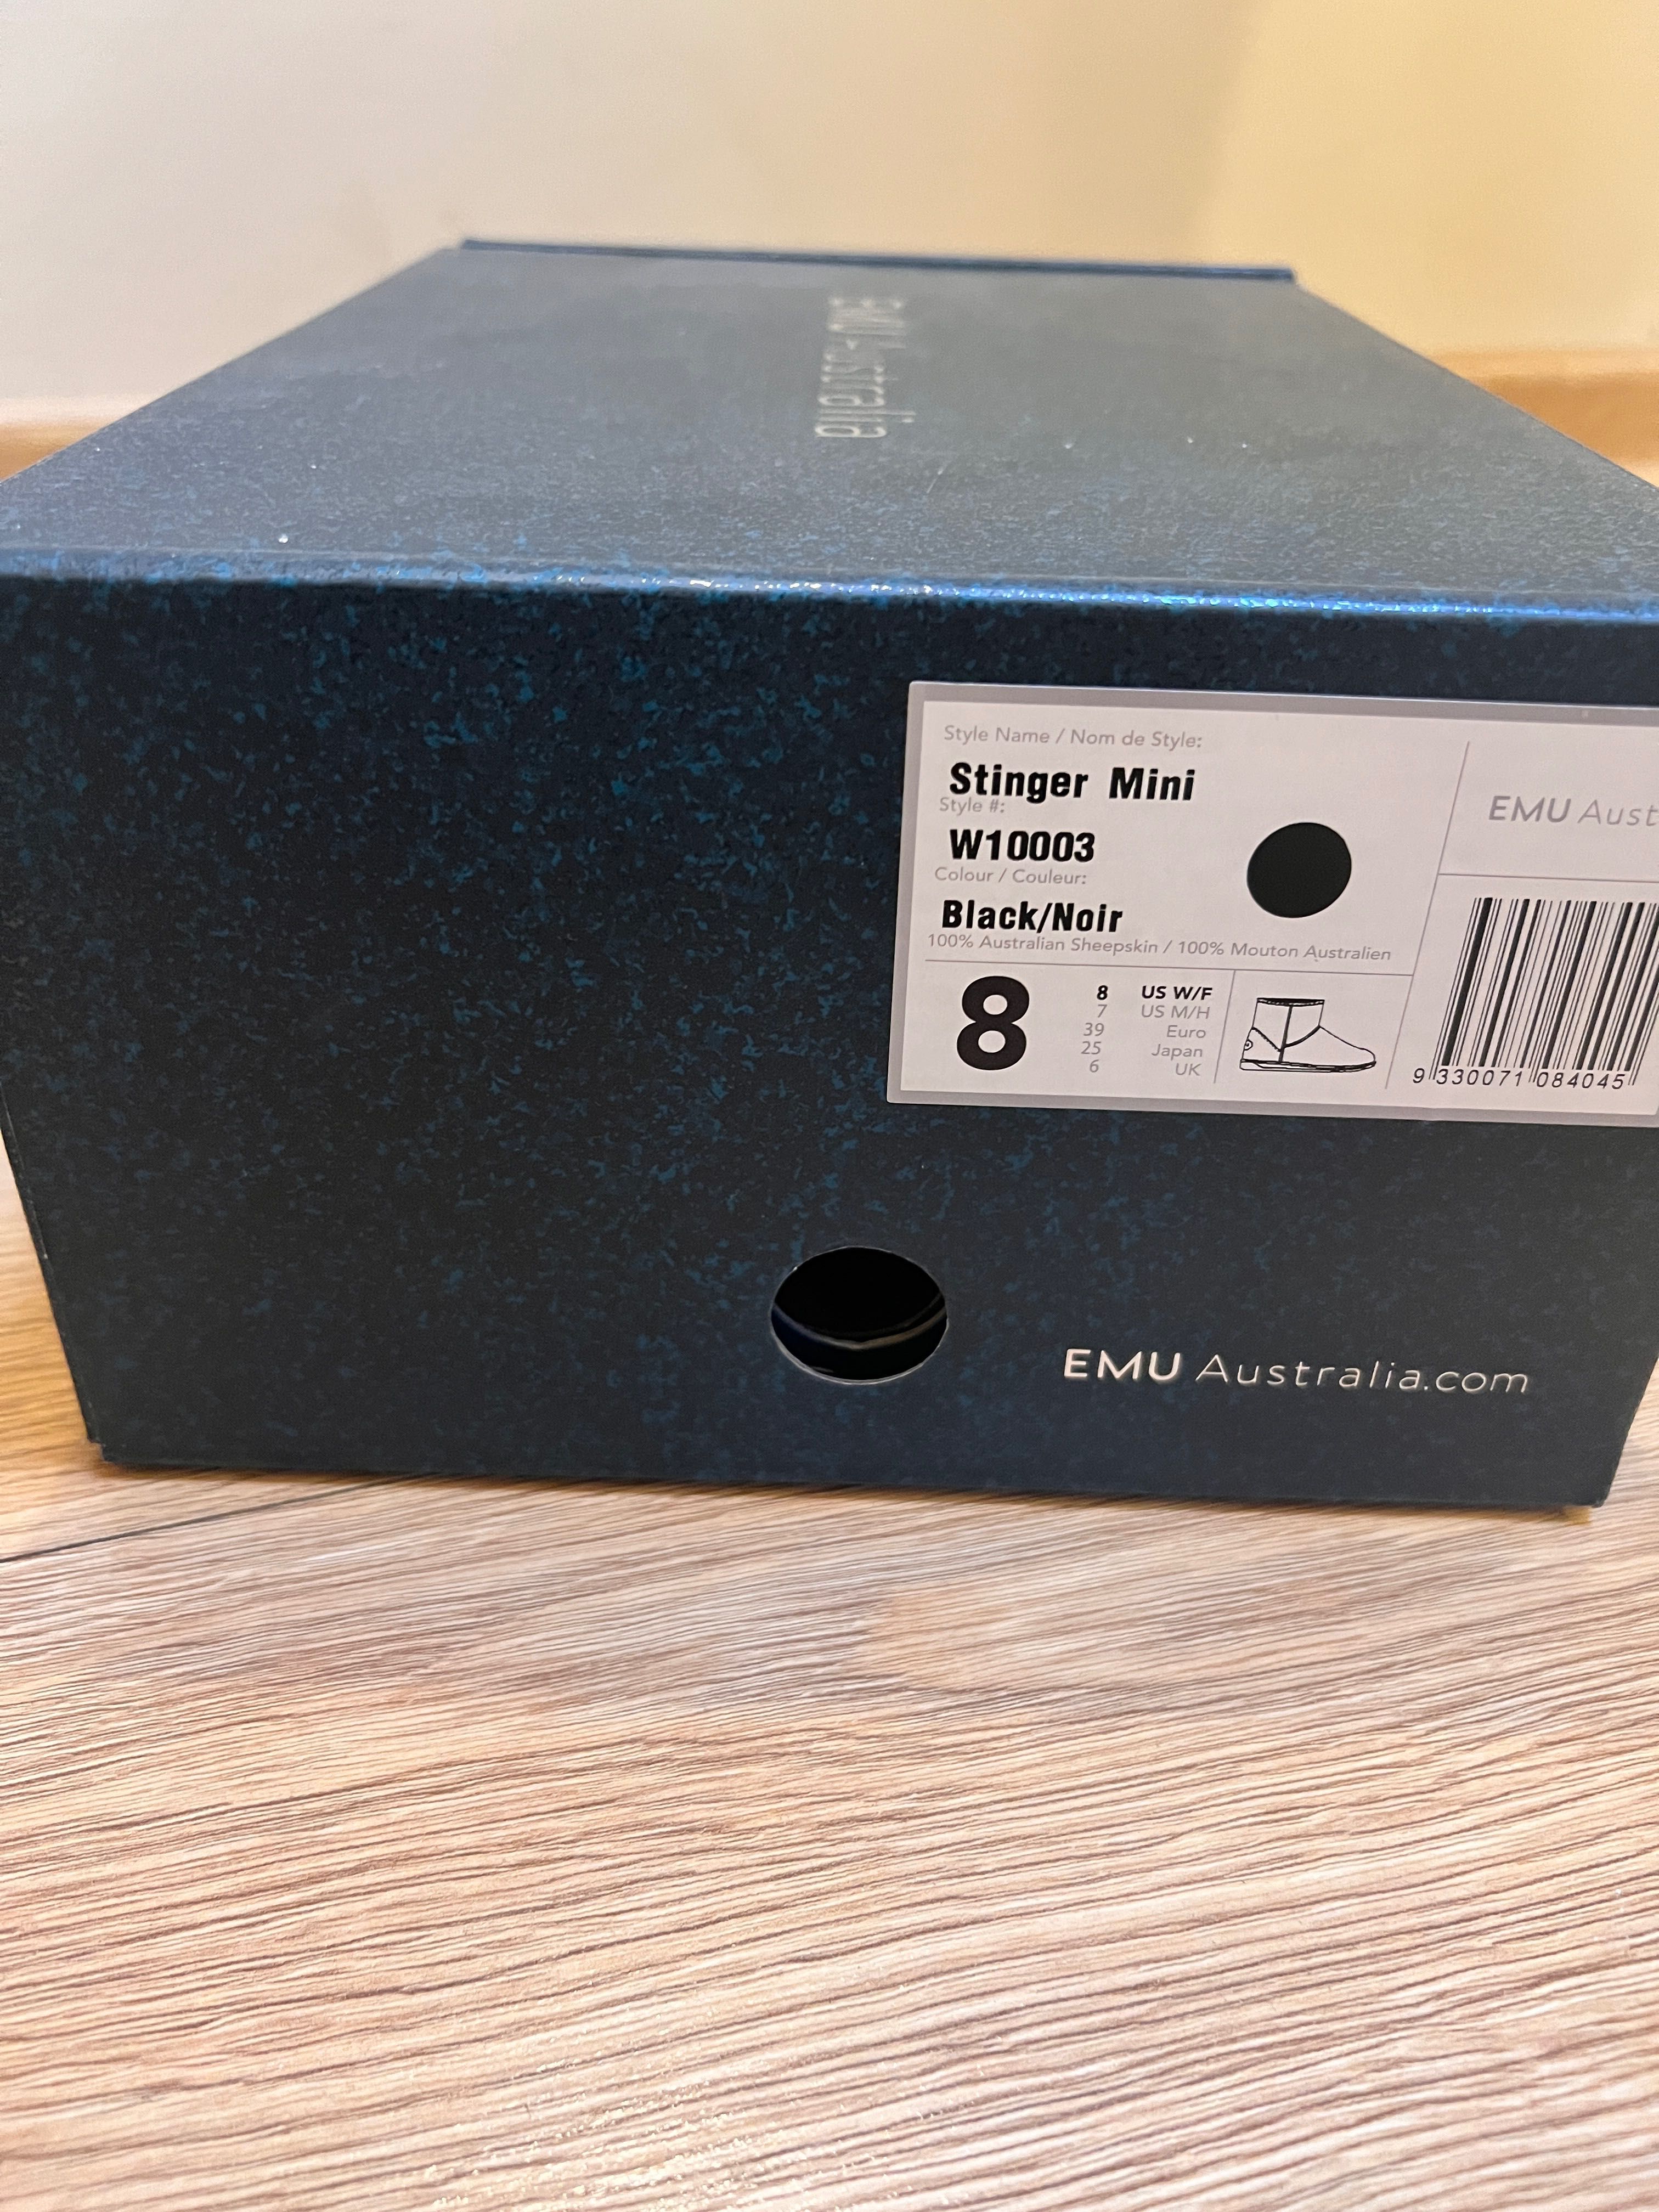 EMU Australia
Style Name / Nom de Style:
Stinger Mini
Style #:
W10003
Colour / Couleur:
Black/Noir
100% Australian Sheepskin / 100% Mouton Australien
EMU Aust
8
8 US W/F
7 US M/H
39 Euro
25 Japan
6 UK
9 330071 084045
EMU Australia.com